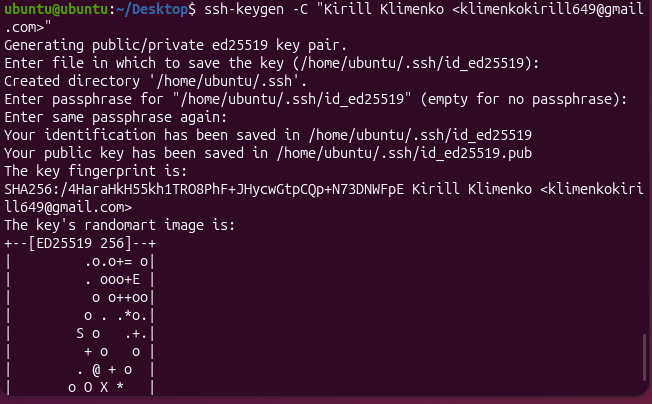 ubuntu@ubuntu:~/Desktop$ ssh-keygen -C "Kirill Klimenko <klimenkokirill649@gmail
.com>"
Generating public/private ed25519 key pair.
Enter file in which to save the key (/home/ubuntu/.ssh/id_ed25519):
Created directory '/home/ubuntu/.ssh'.
Enter passphrase for "/home/ubuntu/.ssh/id_ed25519" (empty for no passphrase):
Enter same passphrase again:
Your identification has been saved in /home/ubuntu/.ssh/id_ed25519
Your public key has been saved in /home/ubuntu/.ssh/id_ed25519.pub
The key fingerprint is:
SHA256:/4HaraHkH55kh1TRO8PhF+JHycwGtpCQp+N73DNWFpE Kirill Klimenko <klimenkokiri
ll649@gmail.com>
The key's randomart image is:
+--[ED25519 256]--+
|         .o.o+= o|
|         . ooo+E |
|          o o++oo|
|         o . .*o.|
|        S o   .+.|
|         + o   o |
|        . @ + o  |
|       o O X *   |